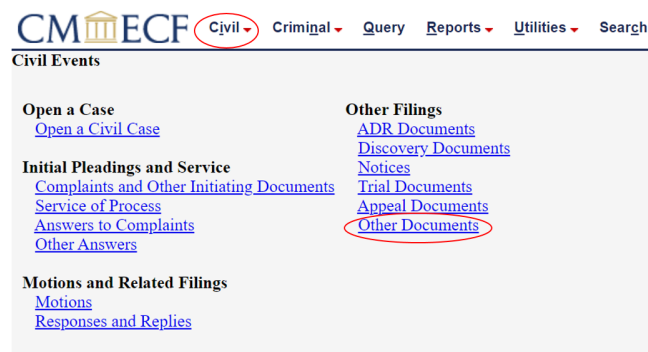 CM ECF Civil Criminal Query Reports Utilities Search
Civil Events
Open a Case
Open a Civil Case
Initial Pleadings and Service
Complaints and Other Initiating Documents
Service of Process
Answers to Complaints
Other Answers
Motions and Related Filings
Motions
Responses and Replies
Other Filings
ADR Documents
Discovery Documents
Notices
Trial Documents
Appeal Documents
Other Documents